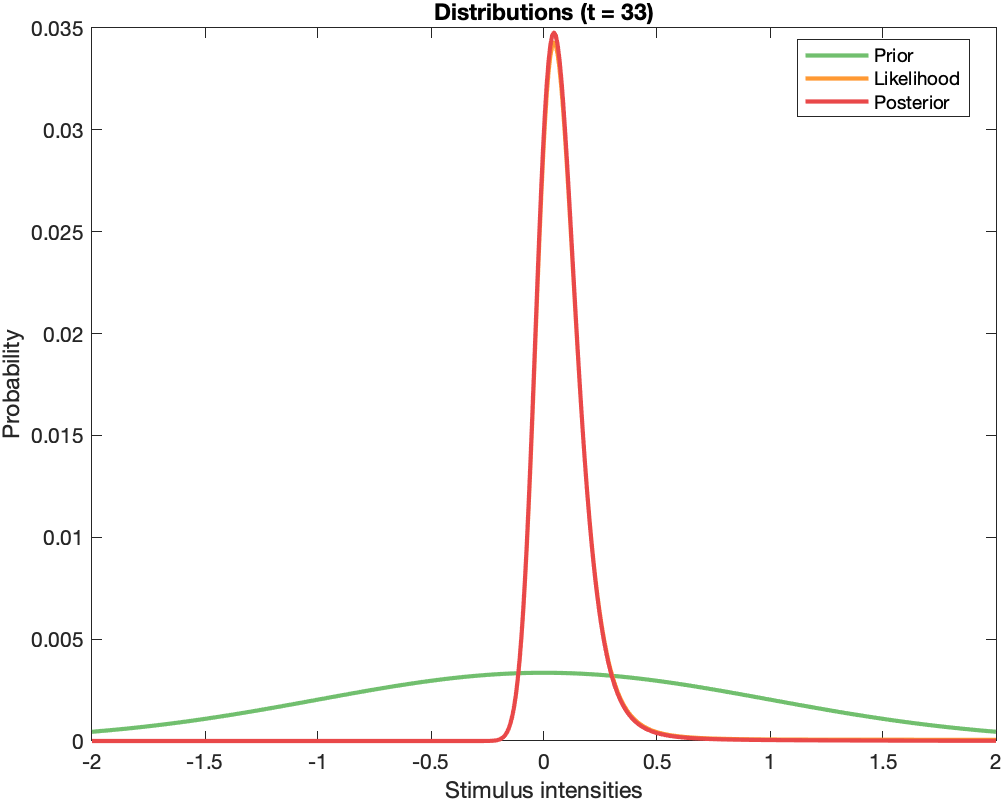 Distributions (t = 33)
Prior
Likelihood
Posterior
Probability
0.035
0.03
0.025
0.02
0.015
0.01
0.005
0
-2
-1.5
-1
-0.5
0
0.5
1
1.5
2
Stimulus intensities